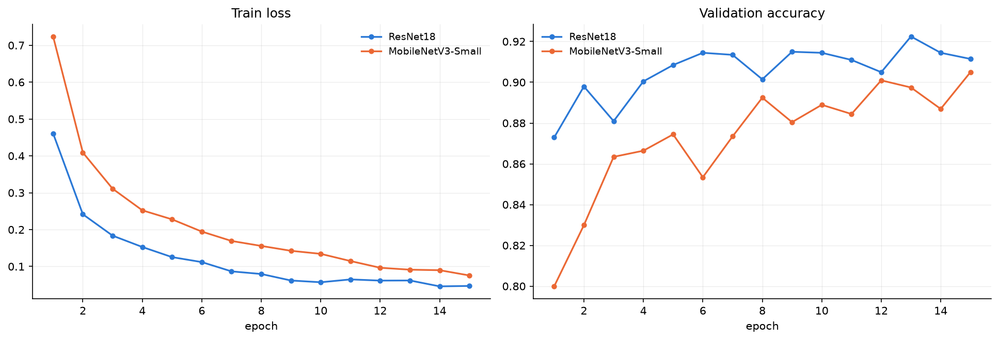 Train loss
ResNet18
MobileNetV3-Small
0.7
0.6
0.5
0.4
0.3
0.2
0.1
2 4 6 8 10 12 14
epoch
Validation accuracy
ResNet18
MobileNetV3-Small
0.92
0.90
0.88
0.86
0.84
0.82
0.80
2 4 6 8 10 12 14
epoch